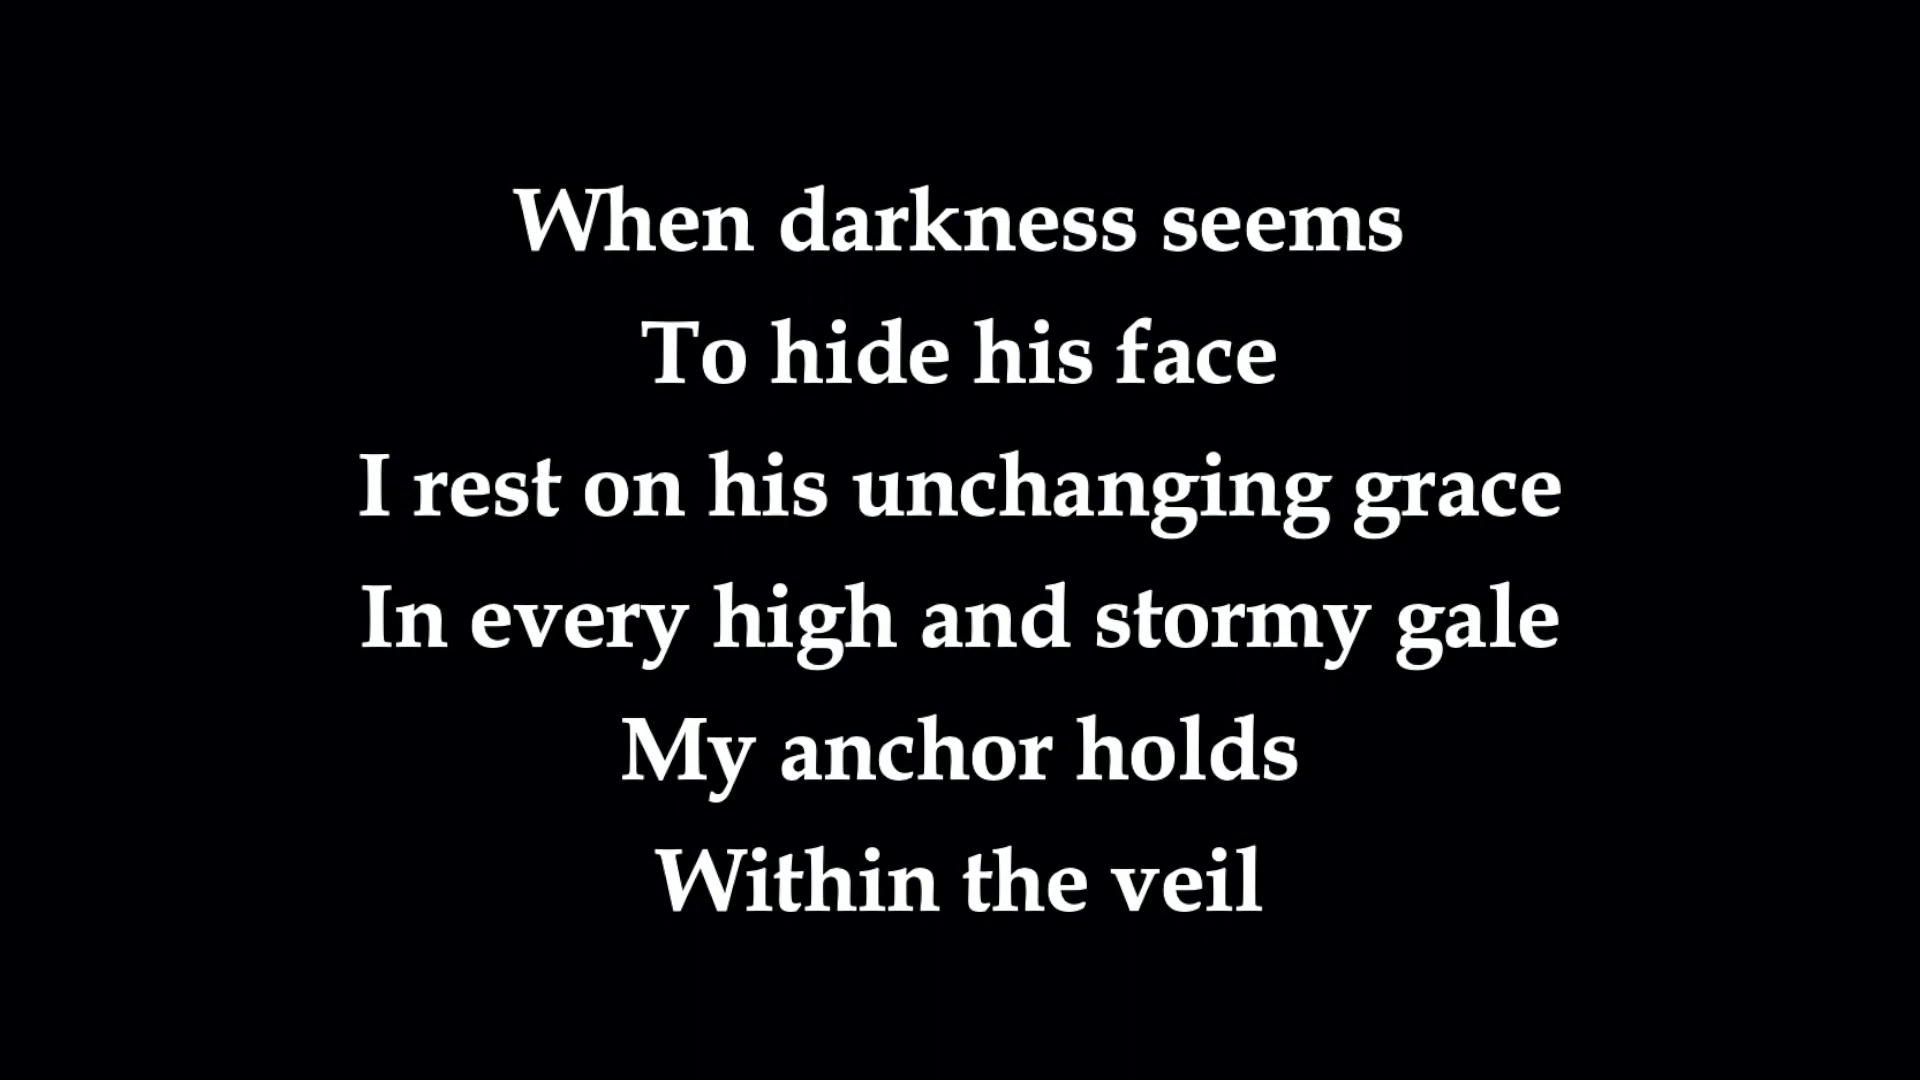 When darkness seems
To hide his face
I rest on his unchanging grace
In every high and stormy gale
My anchor holds
Within the veil